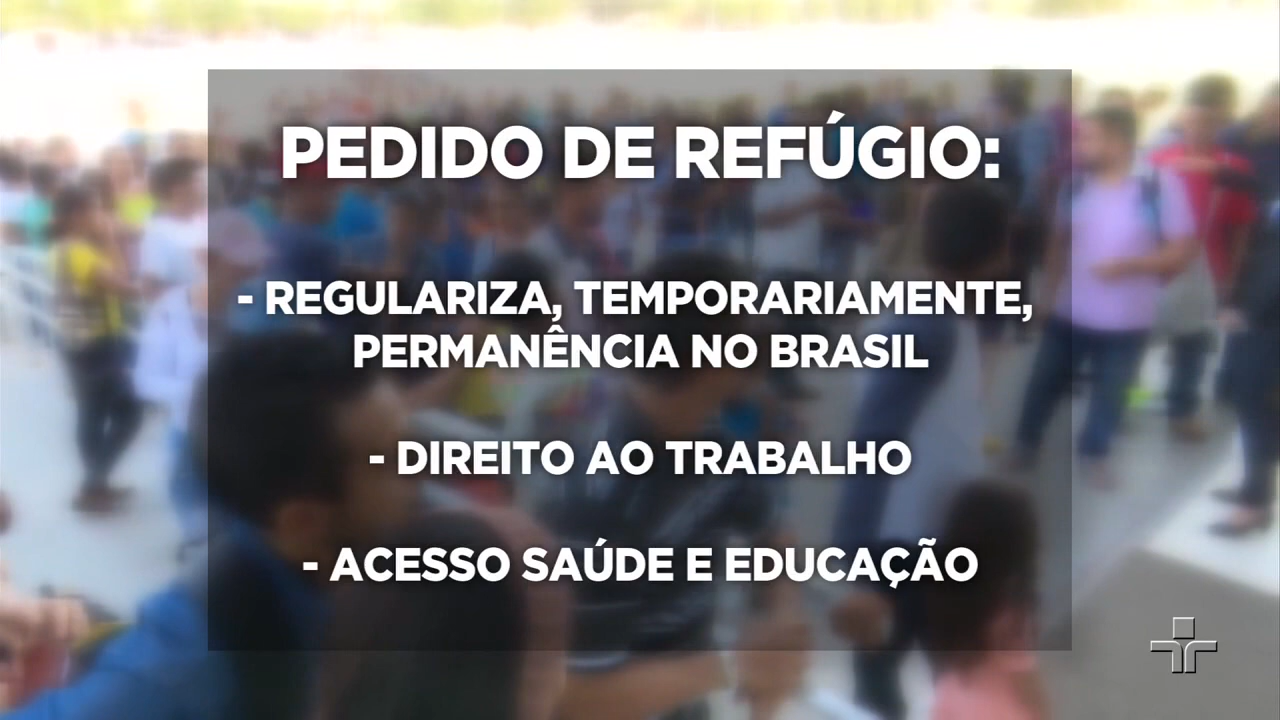 PEDIDO DE REFÚGIO:
- REGULARIZA, TEMPORARIAMENTE,
PERMANÊNCIA NO BRASIL
- DIREITO AO TRABALHO
- ACESSO SAÚDE E EDUCAÇÃO